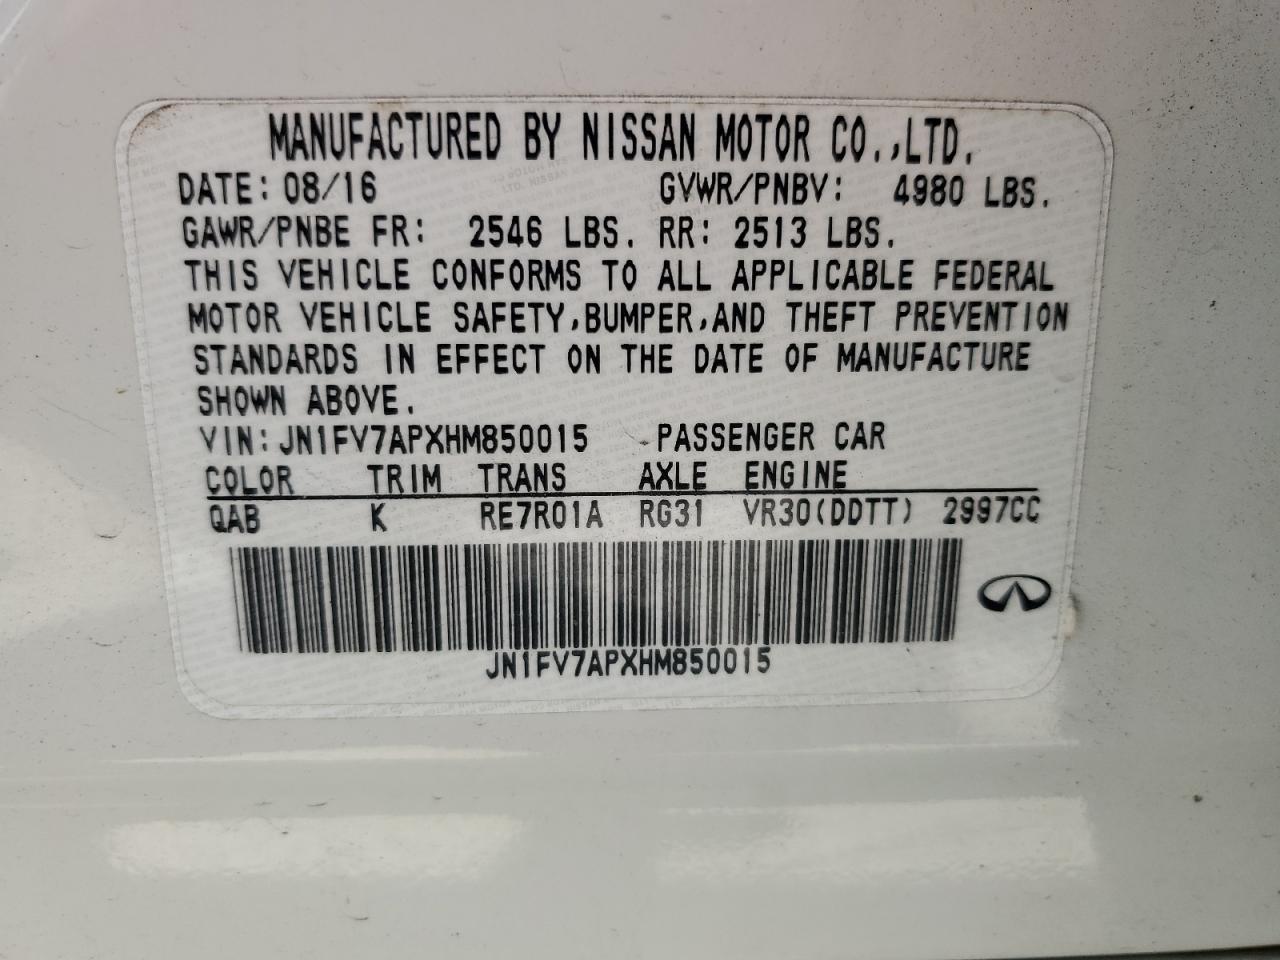 MANUFACTURED BY NISSAN MOTOR CO.,LTD.
DATE: 08/16 GVWR/PNBV: 4980 LBS.
GAWR/PNBE FR: 2546 LBS. RR: 2513 LBS.
THIS VEHICLE CONFORMS TO ALL APPLICABLE FEDERAL
MOTOR VEHICLE SAFETY,BUMPER,AND THEFT PREVENTION
STANDARDS IN EFFECT ON THE DATE OF MANUFACTURE
SHOWN ABOVE.
VIN: JN1FV7APXHM850015 PASSENGER CAR
COLOR TRIM TRANS AXLE ENGINE
QAB K RE7R01A RG31 VR30(DDTT) 2997CC
JN1FV7APXHM850015